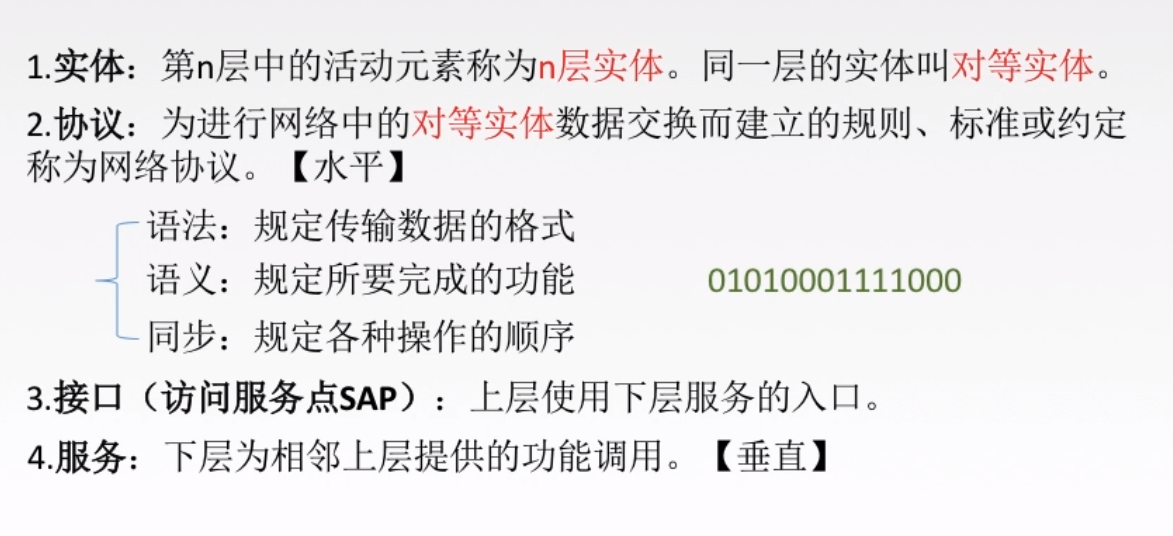 1.实体：第n层中的活动元素称为n层实体。同一层的实体叫对等实体。
2.协议：为进行网络中的对等实体数据交换而建立的规则、标准或约定
称为网络协议。【水平】
语法：规定传输数据的格式
语义：规定所要完成的功能
01010001111000
同步：规定各种操作的顺序
3.接口（访问服务点SAP）：上层使用下层服务的入口。
4.服务：下层为相邻上层提供的功能调用。【垂直】